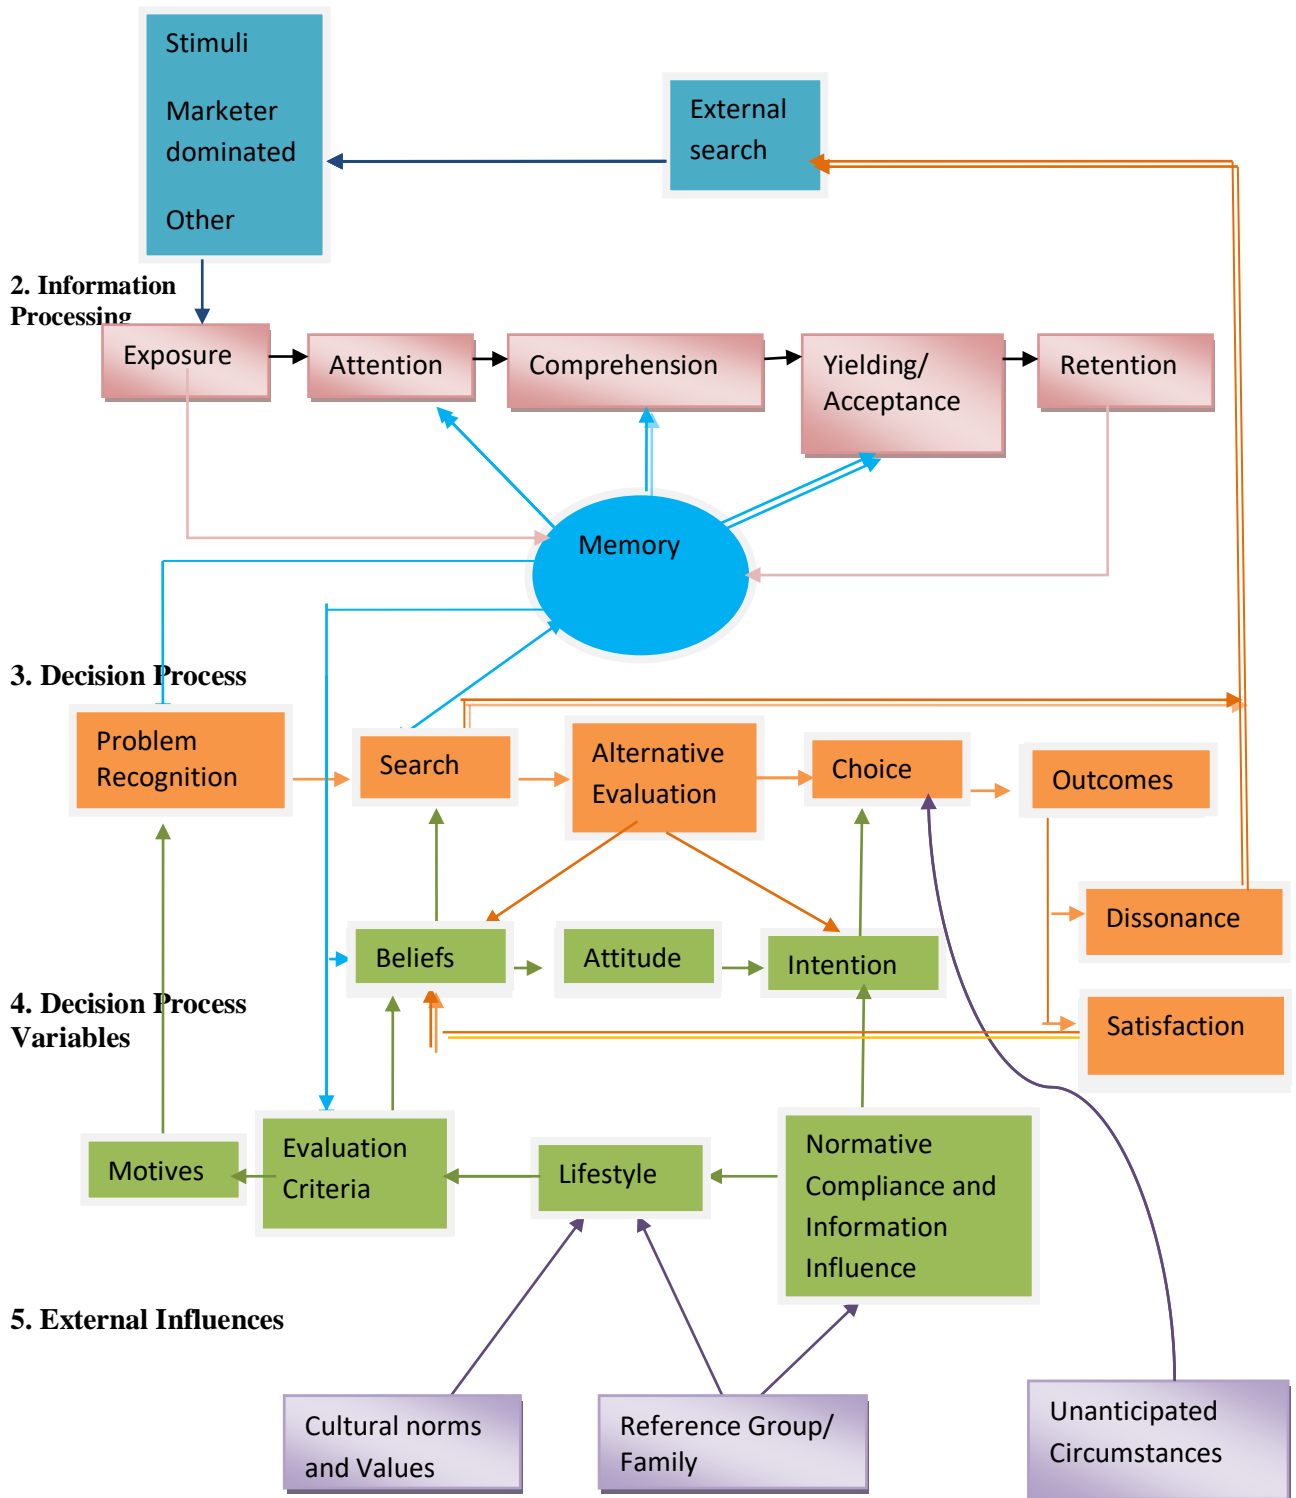 Stimuli
Marketer
dominated
Other
External
search
2. Information
Processing
Exposure
Attention
Comprehension
Yielding/
Acceptance
Retention
Memory
3. Decision Process
Problem
Recognition
Search
Alternative
Evaluation
Choice
Outcomes
Dissonance
Beliefs
Attitude
Intention
4. Decision Process
Variables
Satisfaction
Motives
Evaluation
Criteria
Lifestyle
Normative
Compliance and
Information
Influence
5. External Influences
Cultural norms
and Values
Reference Group/
Family
Unanticipated
Circumstances